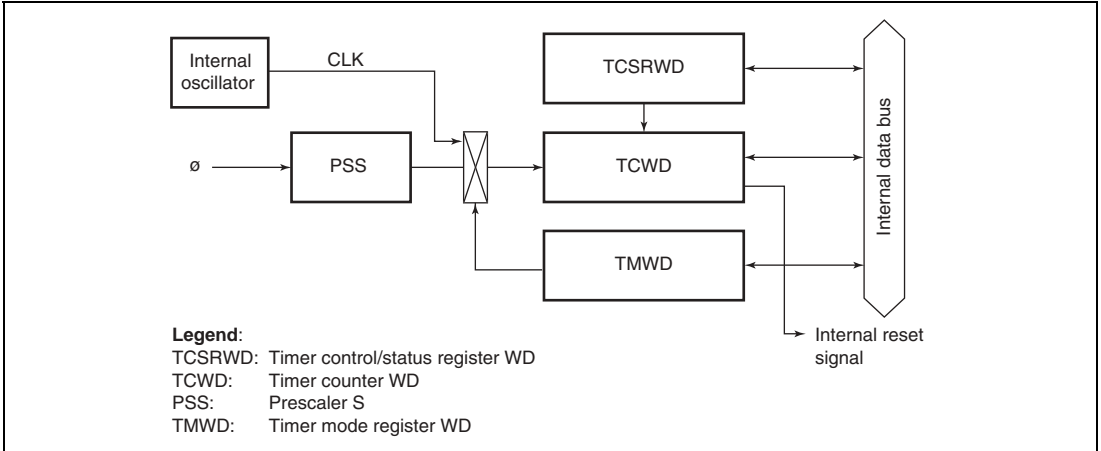 Internal
oscillator
CLK
TCSRWD
ø
PSS
TCWD
TMWD
Internal data bus
Internal reset
signal
Legend:
TCSRWD: Timer control/status register WD
TCWD: Timer counter WD
PSS: Prescaler S
TMWD: Timer mode register WD